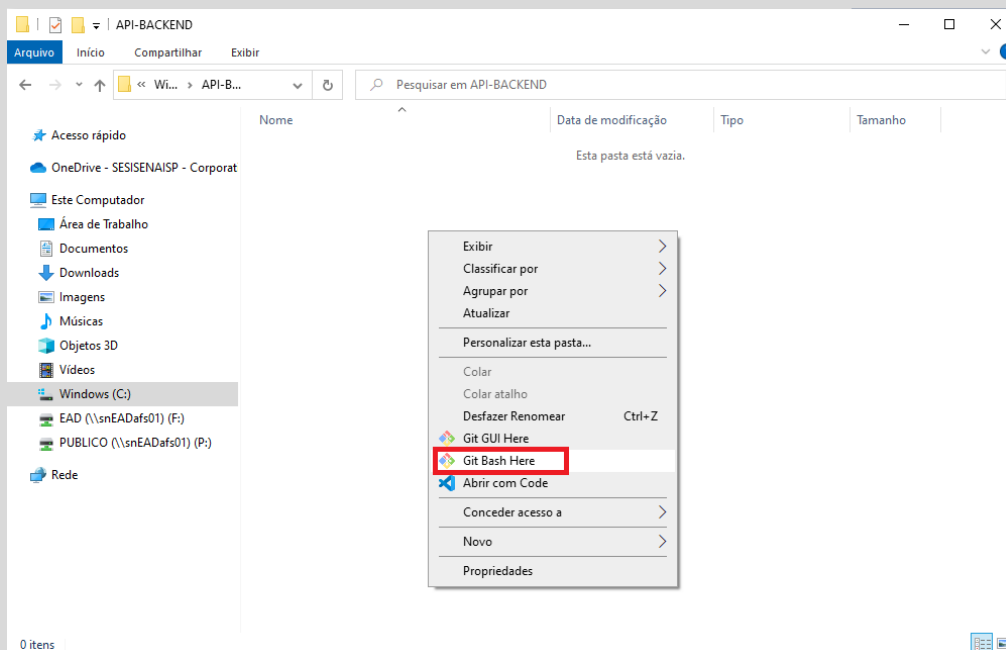 API-BACKEND
Arquivo Início Compartilhar Exibir
« Wi... › API-B... Pesquisar em API-BACKEND
Nome Data de modificação Tipo Tamanho
Esta pasta está vazia.
Acesso rápido
OneDrive - SESISENAISP - Corporat
Este Computador
Área de Trabalho
Documentos
Downloads
Imagens
Músicas
Objetos 3D
Vídeos
Windows (C:)
EAD (\\snEADafs01) (F:)
PUBLICO (\\snEADafs01) (P:)
Rede
Exibir
Classificar por
Agrupar por
Atualizar
Personalizar esta pasta...
Colar
Colar atalho
Desfazer Renomear Ctrl+Z
Git GUI Here
Git Bash Here
Abrir com Code
Conceder acesso a
Novo
Propriedades
0 itens